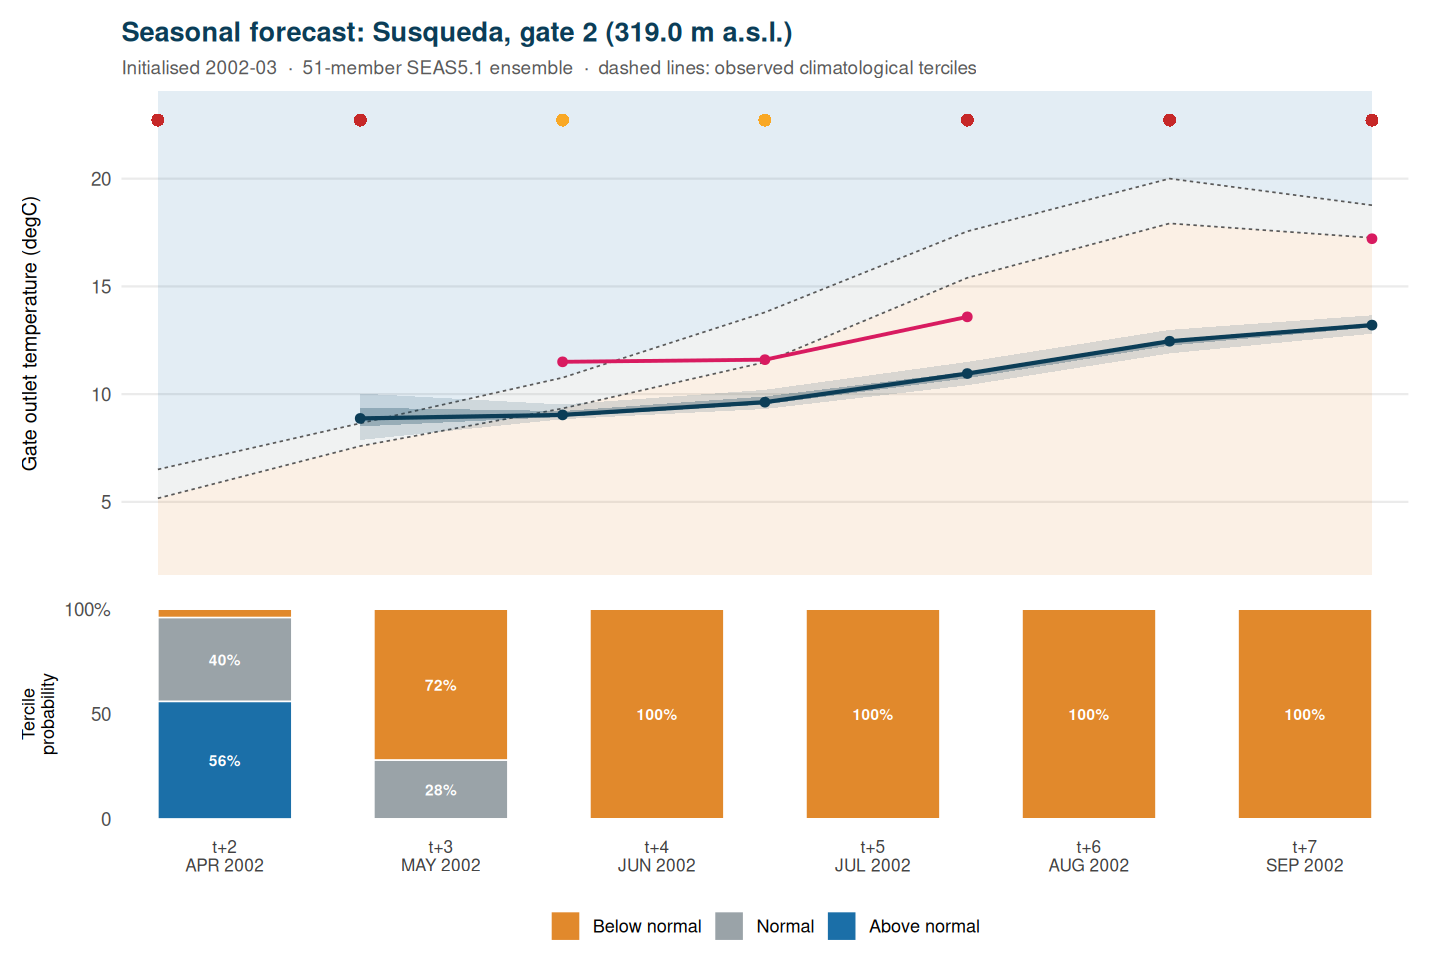 Seasonal forecast: Susqueda, gate 2 (319.0 m a.s.l.)
Initialised 2002-03 · 51-member SEAS5.1 ensemble · dashed lines: observed climatological terciles
Gate outlet temperature (degC)
20
15
10
5
Tercile
probability
100%
50
0
40%
56%
72%
28%
100%
100%
100%
100%
t+2
APR 2002
t+3
MAY 2002
t+4
JUN 2002
t+5
JUL 2002
t+6
AUG 2002
t+7
SEP 2002
Below normal
Normal
Above normal